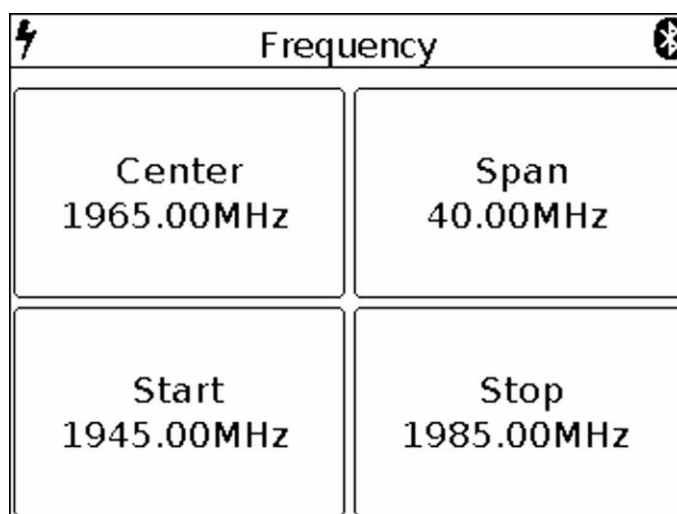 Frequency
Center
1965.00MHz
Span
40.00MHz
Start
1945.00MHz
Stop
1985.00MHz